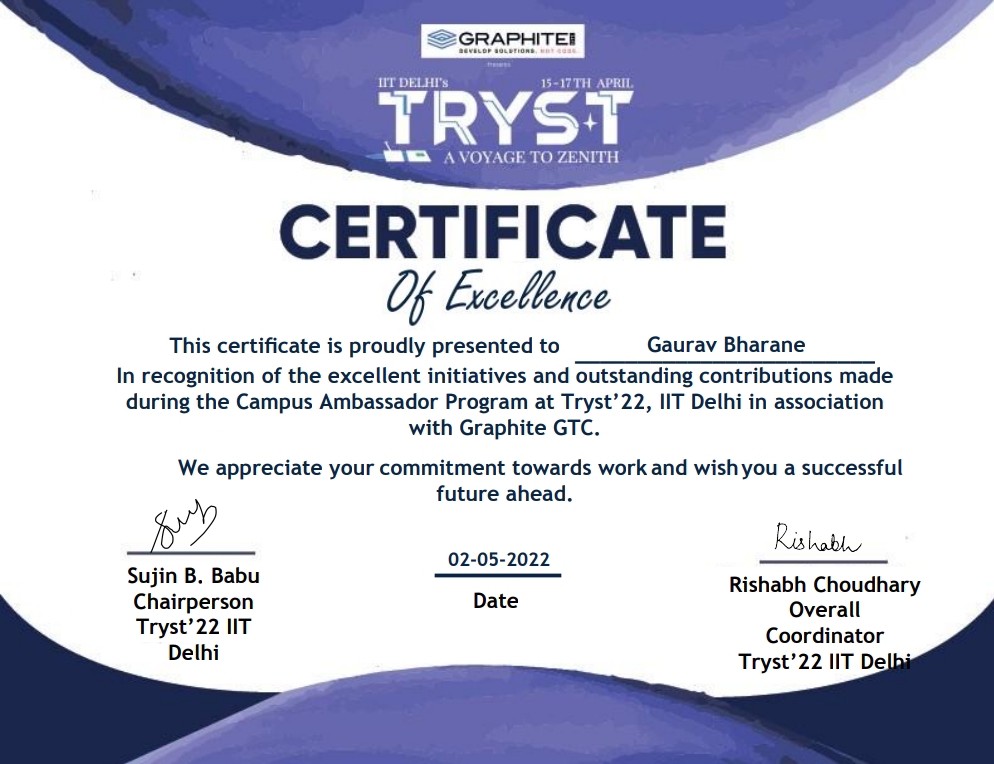 GRAPHITE
DEVELOP SOLUTIONS. NOT CODE.
Presents
IIT DELHI's 15-17TH APRIL
TRYST
A VOYAGE TO ZENITH
CERTIFICATE
Of Excellence
This certificate is proudly presented to Gaurav Bharane
In recognition of the excellent initiatives and outstanding contributions made
during the Campus Ambassador Program at Tryst’22, IIT Delhi in association
with Graphite GTC.
We appreciate your commitment towards work and wish you a successful
future ahead.
Sujin B. Babu
Chairperson
Tryst’22 IIT
Delhi
02-05-2022
Date
Rishabh
Rishabh Choudhary
Overall
Coordinator
Tryst’22 IIT Delhi